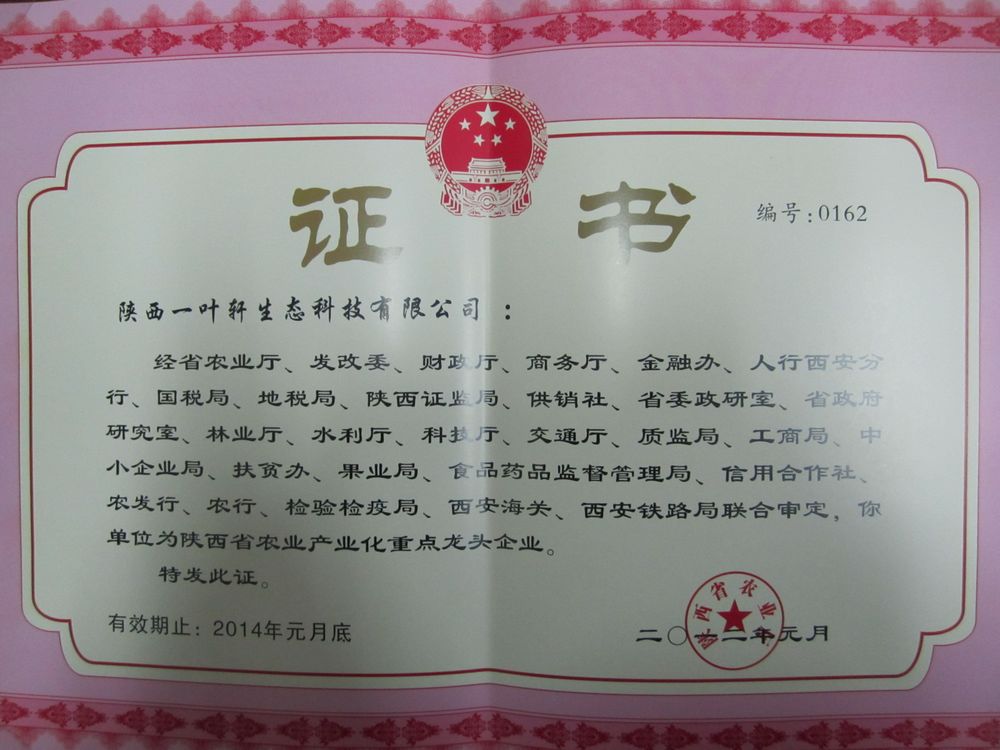 证书
编号:0162
陕西一叶轩生态科技有限公司：
经省农业厅、发改委、财政厅、商务厅、金融办、人行西安分
行、国税局、地税局、陕西证监局、供销社、省委政研室、省政府
研究室、林业厅、水利厅、科技厅、交通厅、质监局、工商局、中
小企业局、扶贫办、果业局、食品药品监督管理局、信用合作社、
农发行、农行、检验检疫局、西安海关、西安铁路局联合审定，你
单位为陕西省农业产业化重点龙头企业。
特发此证。
有效期止：2014年元月底
二〇一二年元月
陕西省农业